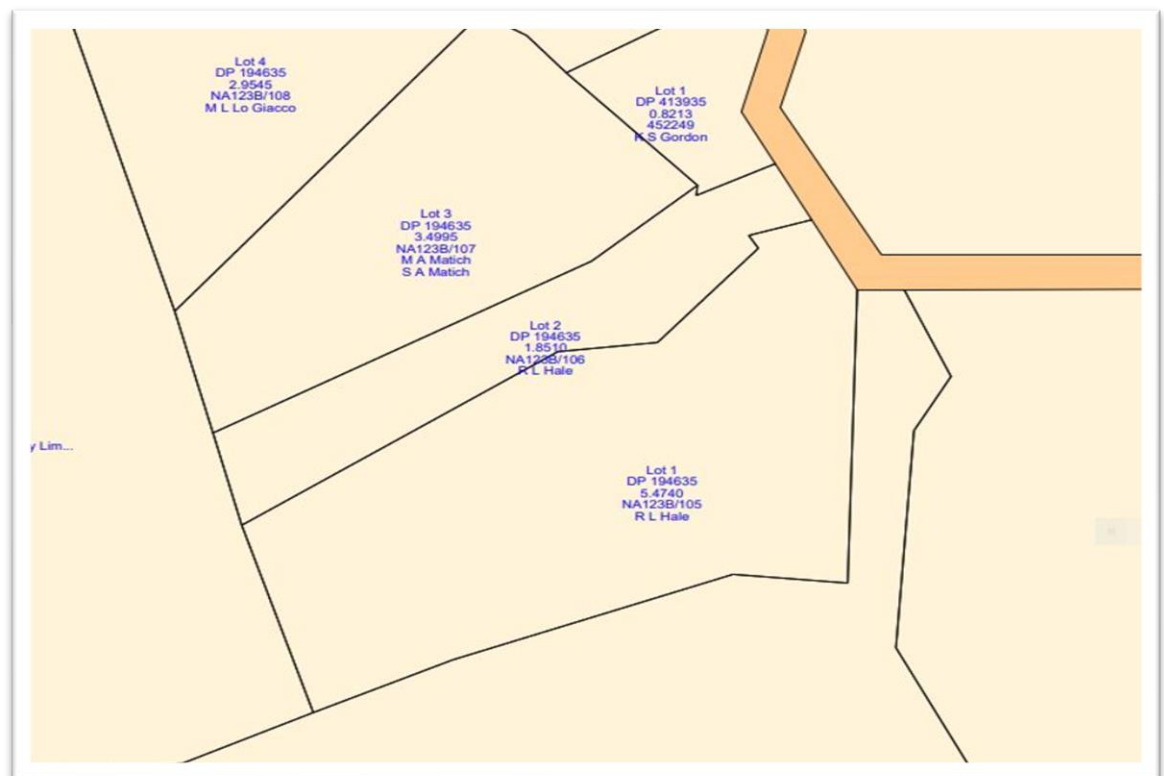 Lot 4
DP 194635
2.9545
NA123B/108
M L Lo Giacco
Lot 1
DP 413935
0.8213
452249
K S Gordon
Lot 3
DP 194635
3.4995
NA123B/107
M A Matich
S A Matich
Lot 2
DP 194635
1.8510
NA123B/106
R L Hale
y Lim...
Lot 1
DP 194635
5.4740
NA123B/105
R L Hale